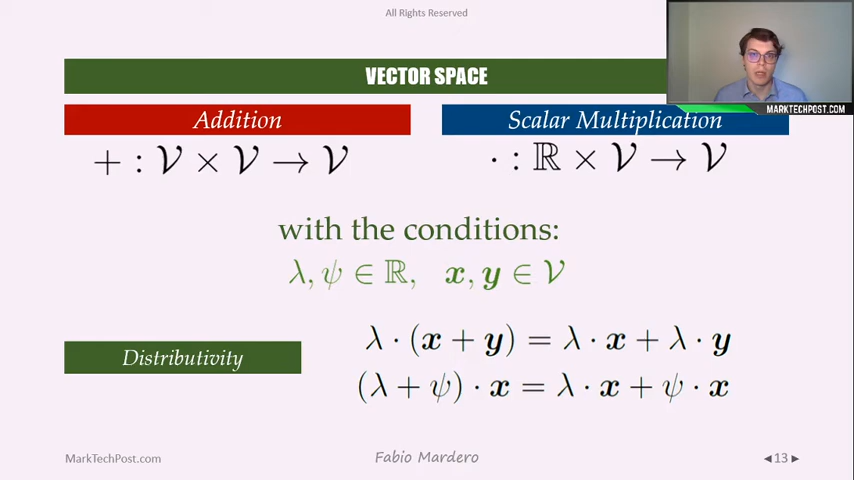 All Rights Reserved
VECTOR SPACE
MARKTECHPOST.COM
Addition
Scalar Multiplication
+ : 𝒱 × 𝒱 → 𝒱
· : ℝ × 𝒱 → 𝒱
with the conditions:
λ, ψ ∈ ℝ, x, y ∈ 𝒱
Distributivity
λ · (x + y) = λ · x + λ · y
(λ + ψ) · x = λ · x + ψ · x
MarkTechPost.com
Fabio Mardero
◄13►